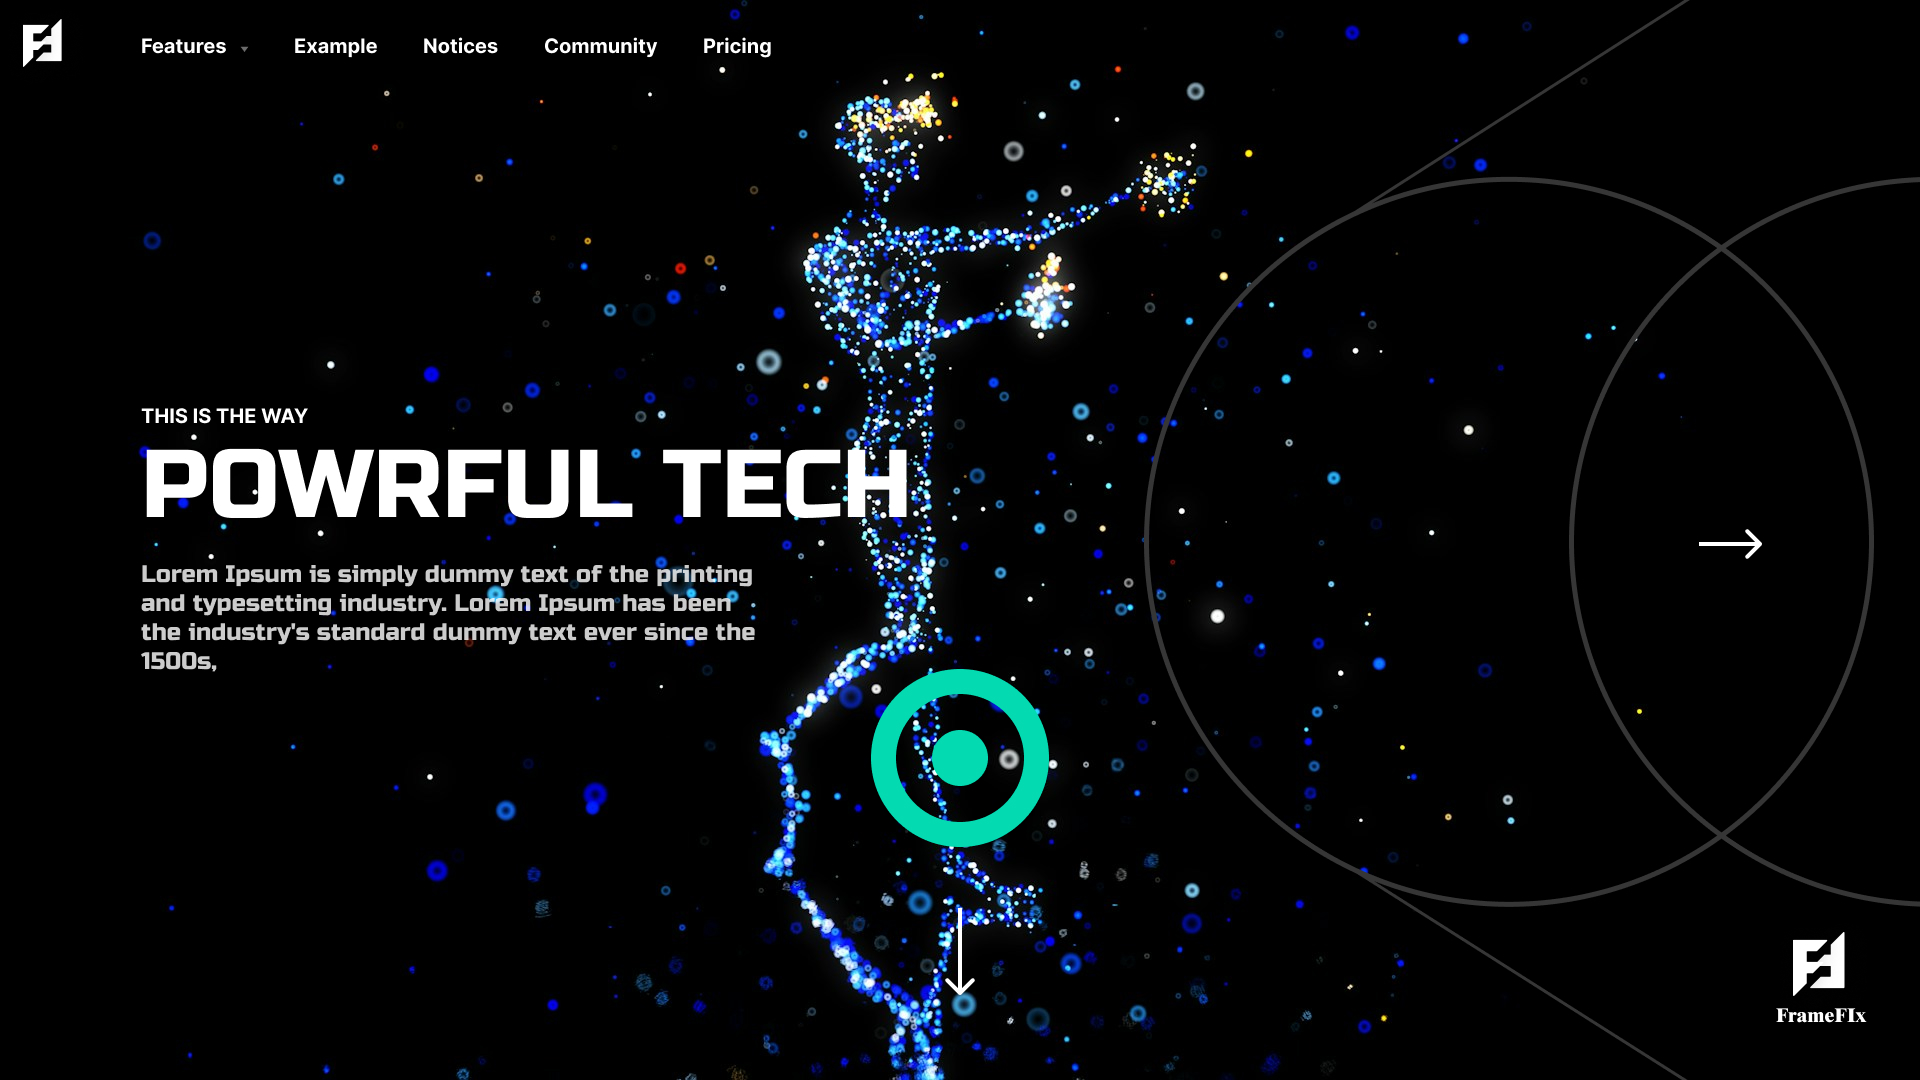 Features
Example
Notices
Community
Pricing
THIS IS THE WAY
POWRFUL TECH
Lorem Ipsum is simply dummy text of the printing
and typesetting industry. Lorem Ipsum has been
the industry's standard dummy text ever since the
1500s,
FrameFIx